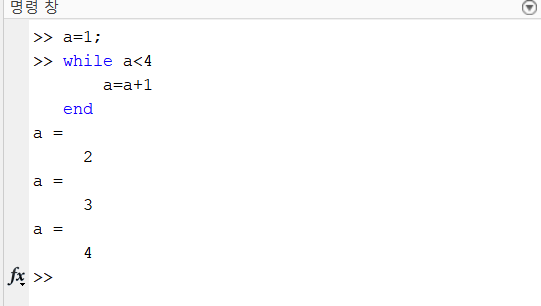 명령 창
>> a=1;
>> while a<4
a=a+1
end
a =
2
a =
3
a =
4
fx >>